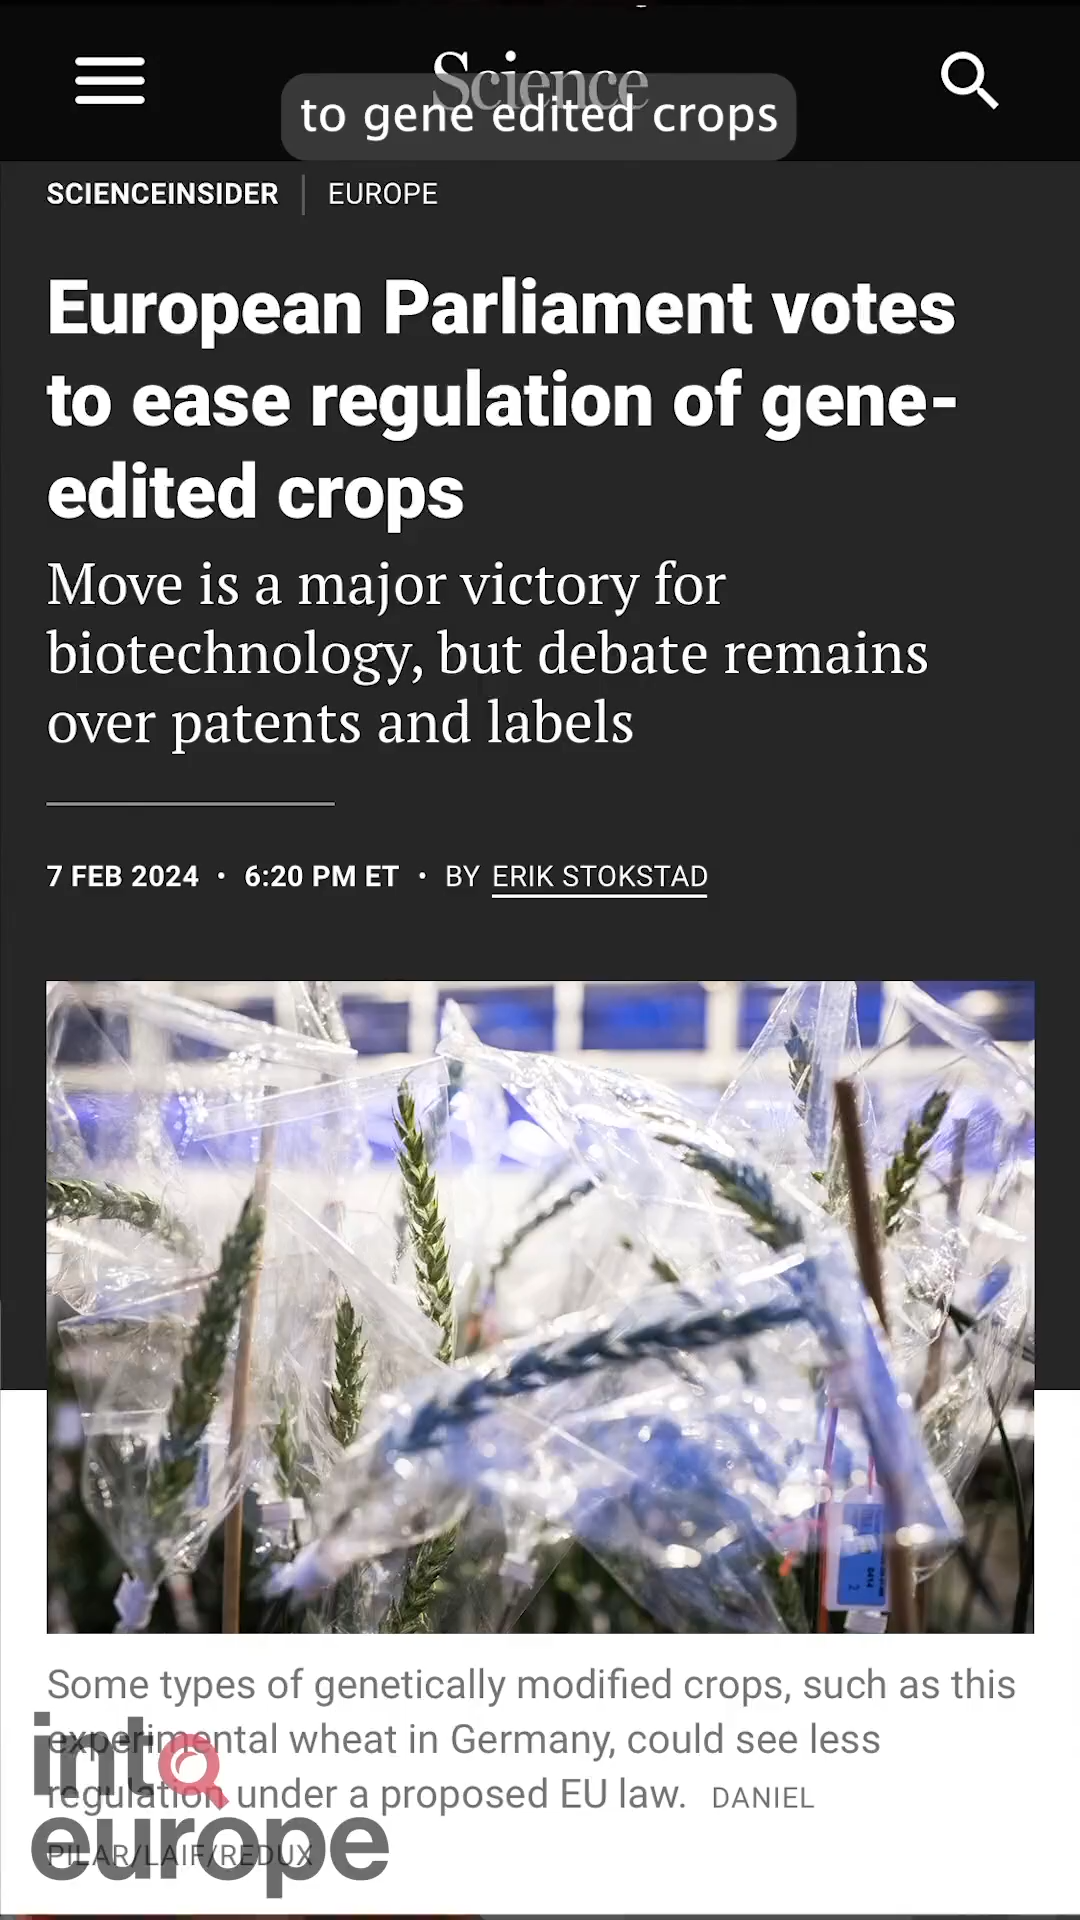 Science
to gene edited crops
SCIENCEINSIDER | EUROPE
European Parliament votes
to ease regulation of gene-
edited crops
Move is a major victory for
biotechnology, but debate remains
over patents and labels
7 FEB 2024 • 6:20 PM ET • BY ERIK STOKSTAD
Some types of genetically modified crops, such as this
experimental wheat in Germany, could see less
regulation under a proposed EU law. DANIEL
PILAR/LAIF/REDUX
into
europe